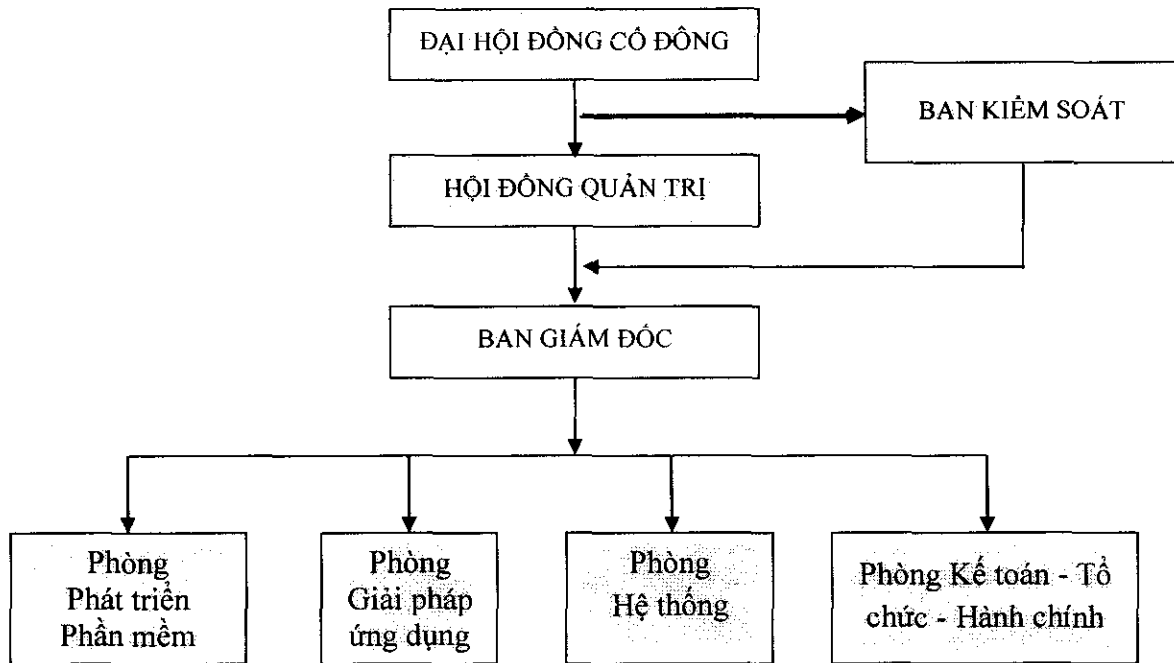 ĐẠI HỘI ĐỒNG CỔ ĐÔNG
BAN KIỂM SOÁT
HỘI ĐỒNG QUẢN TRỊ
BAN GIÁM ĐỐC
Phòng
Phát triển
Phần mềm
Phòng
Giải pháp
ứng dụng
Phòng
Hệ thống
Phòng Kế toán - Tổ
chức - Hành chính